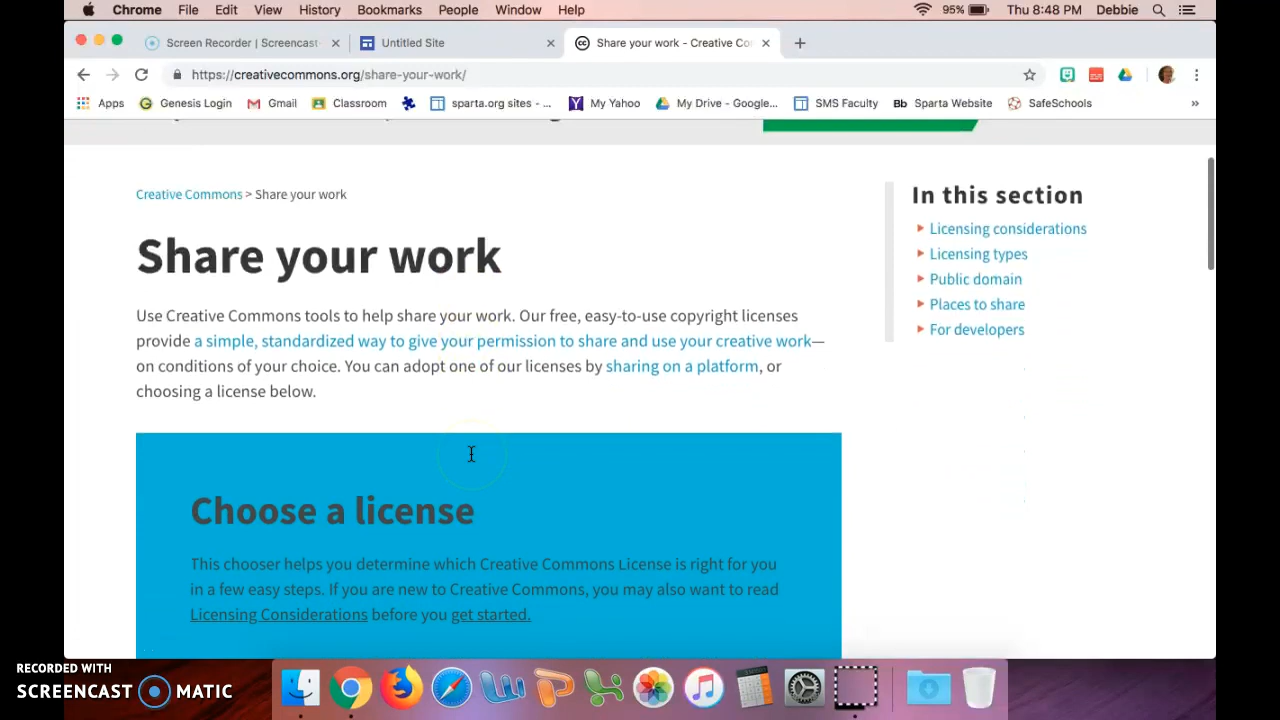 Chrome File Edit View History Bookmarks People Window Help 95% Thu 8:48 PM Debbie
Screen Recorder | Screencast- Untitled Site Share your work - Creative Co
https://creativecommons.org/share-your-work/
Apps Genesis Login Gmail Classroom sparta.org sites - ... My Yahoo My Drive - Google... SMS Faculty Bb Sparta Website SafeSchools »
Creative Commons > Share your work
Share your work
Use Creative Commons tools to help share your work. Our free, easy-to-use copyright licenses
provide a simple, standardized way to give your permission to share and use your creative work—
on conditions of your choice. You can adopt one of our licenses by sharing on a platform, or
choosing a license below.
In this section
Licensing considerations
Licensing types
Public domain
Places to share
For developers
Choose a license
This chooser helps you determine which Creative Commons License is right for you
in a few easy steps. If you are new to Creative Commons, you may also want to read
Licensing Considerations before you get started.
RECORDED WITH
SCREENCAST MATIC